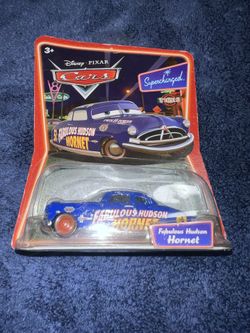 3+
Disney · PIXAR
Cars
Supercharged
FABULOUS HUDSON
HORNET
FABULOUS HUDSON
HORNET
Fabulous Hudson
Hornet